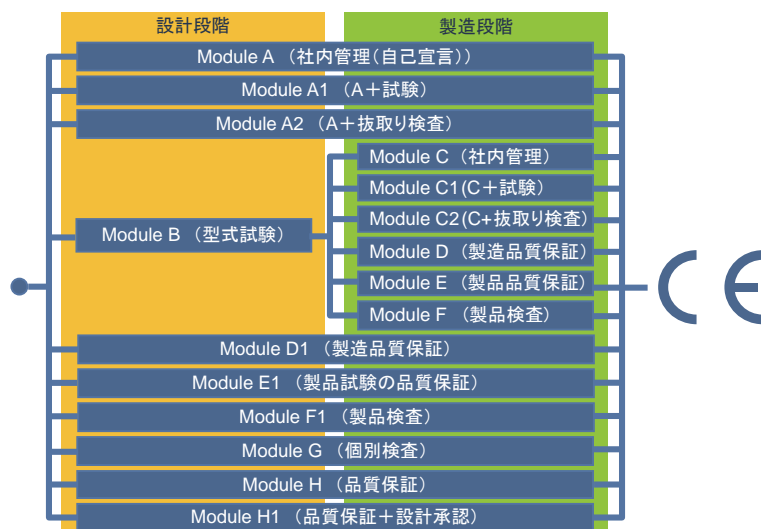 設計段階
製造段階
Module A （社内管理（自己宣言））
Module A1 （A＋試験）
Module A2 （A＋抜取り検査）
Module B （型式試験）
Module C （社内管理）
Module C1(C＋試験）
Module C2(C+抜取り検査）
Module D （製造品質保証）
Module E （製品品質保証）
Module F （製品検査）
Module D1 （製造品質保証）
Module E1 （製品試験の品質保証）
Module F1 （製品検査）
Module G （個別検査）
Module H （品質保証）
Module H1 （品質保証＋設計承認）
CE